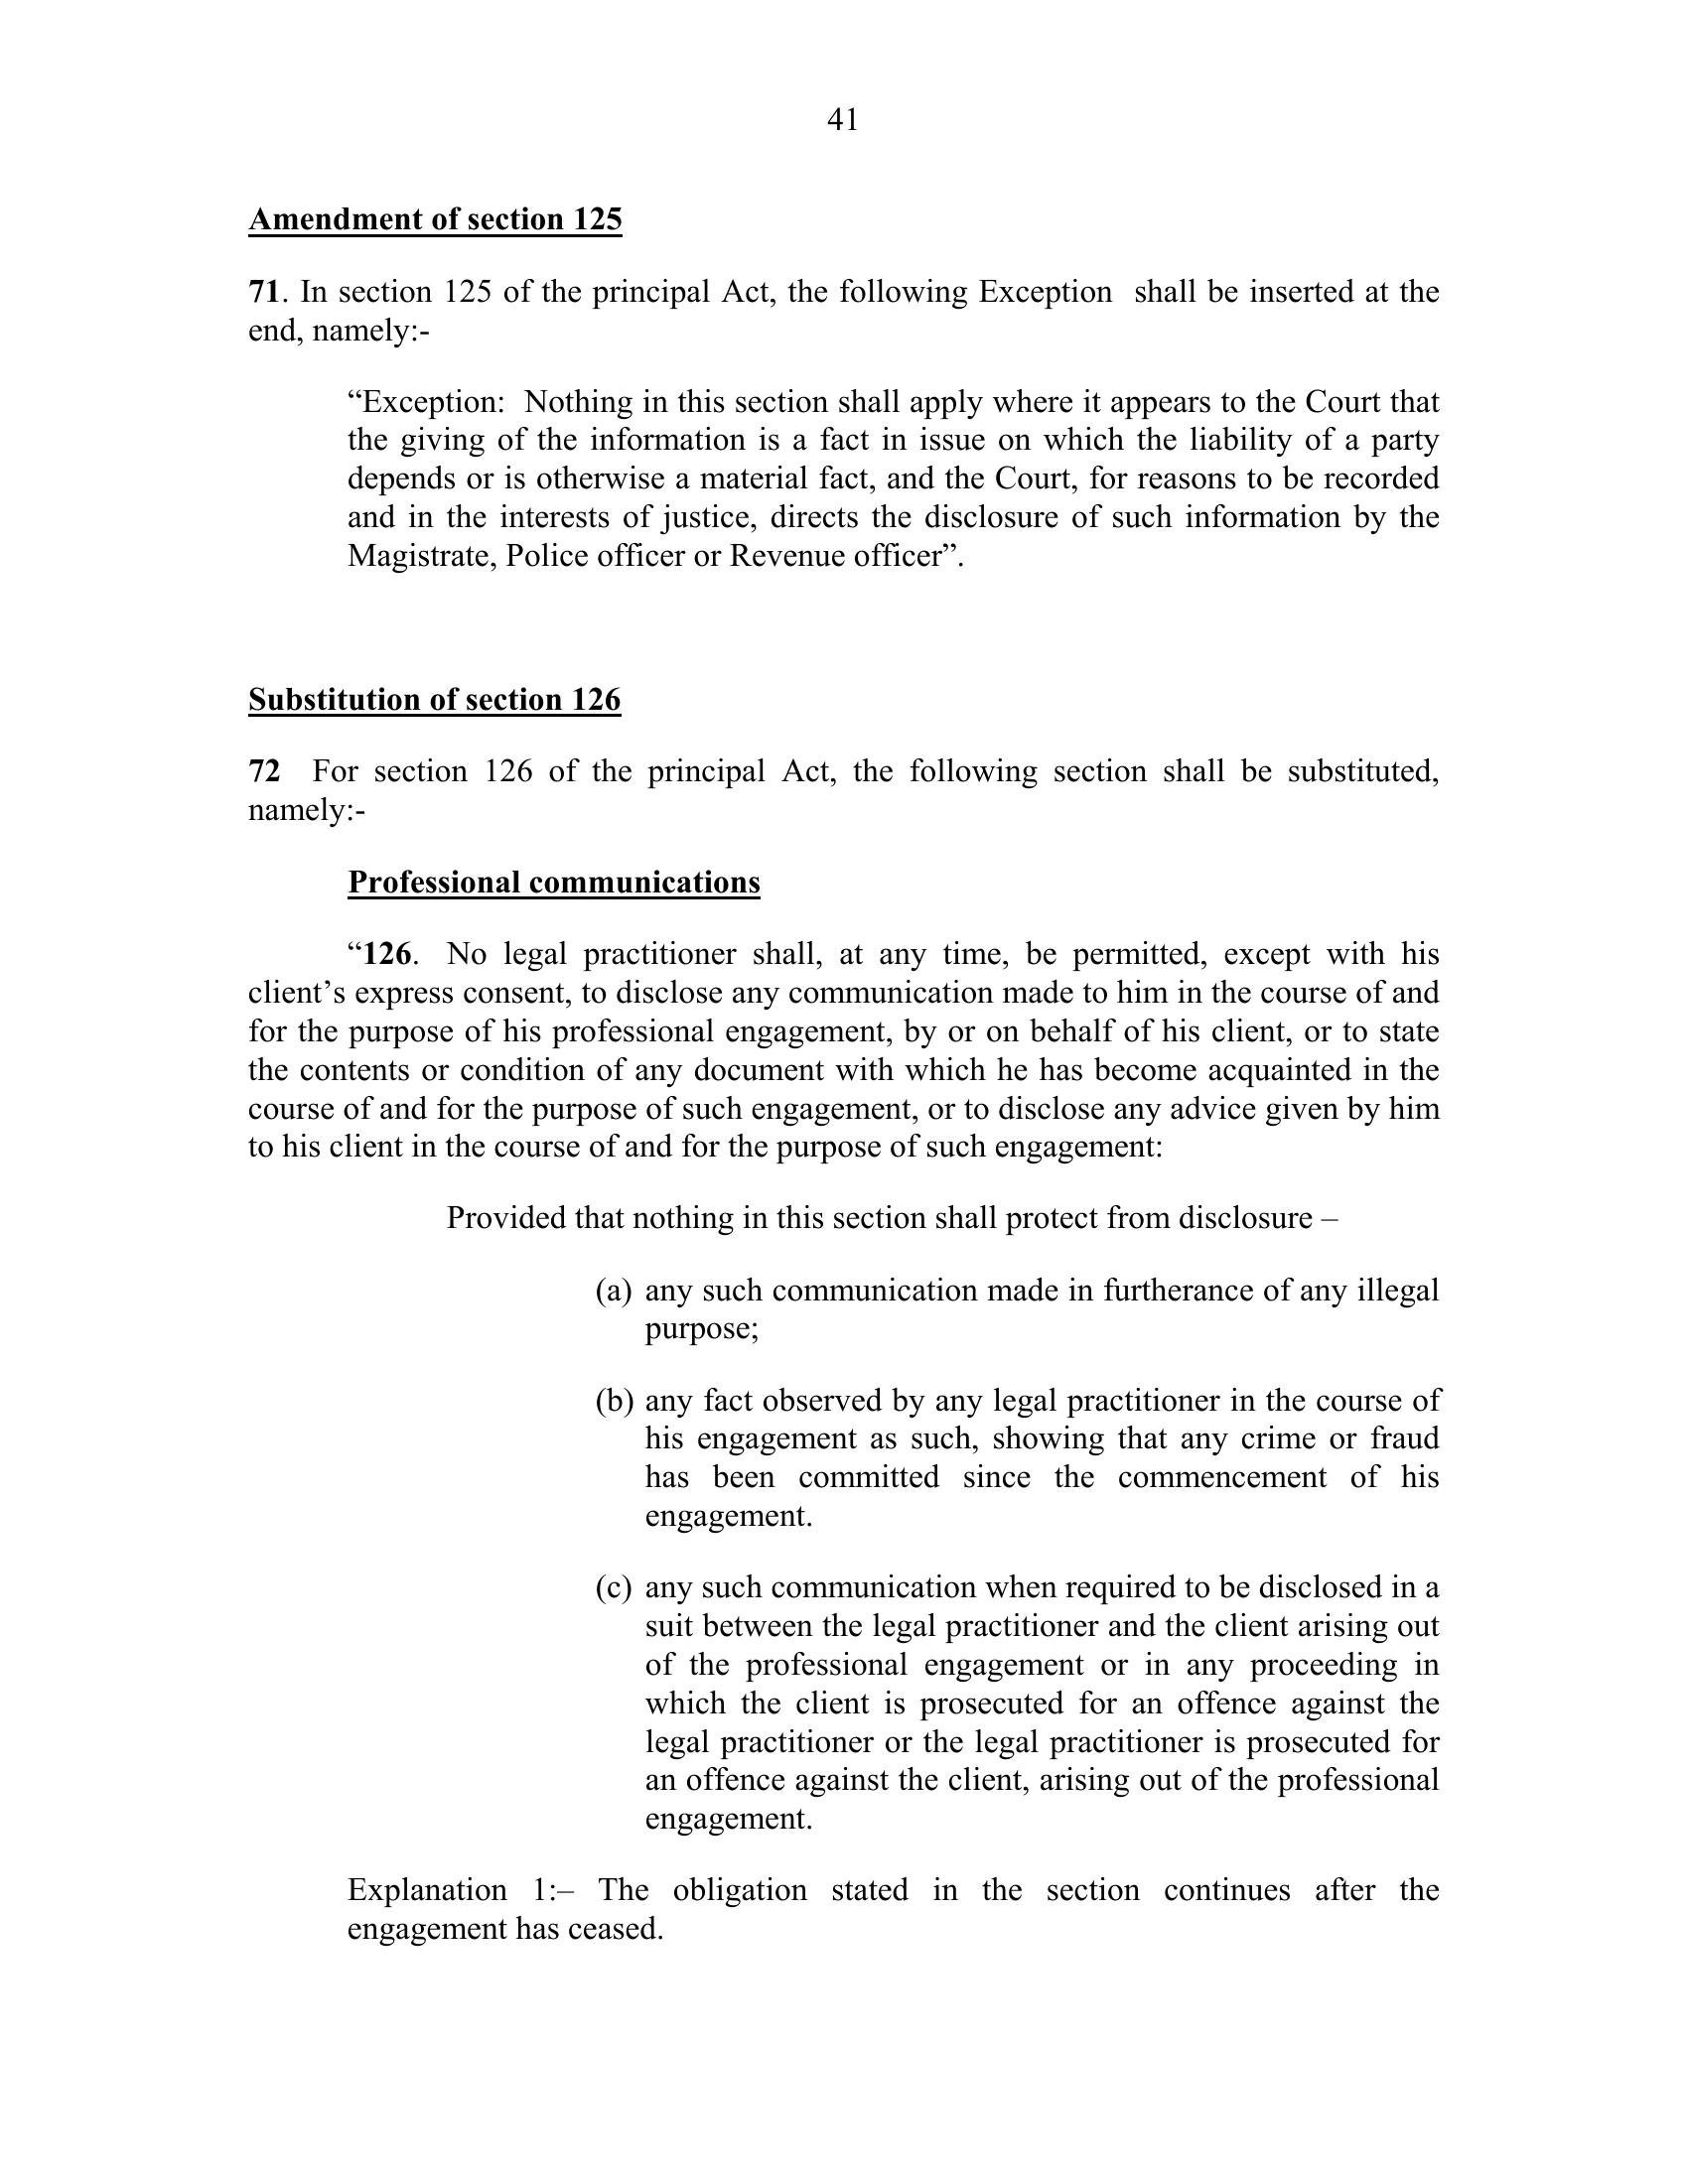 41
Amendment of section 125
71. In section 125 of the principal Act, the following Exception  shall be inserted at the
end, namely:-
“Exception:  Nothing in this section shall apply where it appears to the Court that
the giving of the information is a fact in issue on which the liability of a party
depends or is otherwise a material fact, and the Court, for reasons to be recorded
and in the interests of justice, directs the disclosure of such information by the
Magistrate, Police officer or Revenue officer”.
Substitution of section 126
72  For section 126 of the principal Act, the following section shall be substituted,
namely:-
Professional communications
“126.  No legal practitioner shall, at any time, be permitted, except with his
client’s express consent, to disclose any communication made to him in the course of and
for the purpose of his professional engagement, by or on behalf of his client, or to state
the contents or condition of any document with which he has become acquainted in the
course of and for the purpose of such engagement, or to disclose any advice given by him
to his client in the course of and for the purpose of such engagement:
Provided that nothing in this section shall protect from disclosure –
(a) any such communication made in furtherance of any illegal
purpose;
(b) any fact observed by any legal practitioner in the course of
his engagement as such, showing that any crime or fraud
has been committed since the commencement of his
engagement.
(c) any such communication when required to be disclosed in a
suit between the legal practitioner and the client arising out
of the professional engagement or in any proceeding in
which the client is prosecuted for an offence against the
legal practitioner or the legal practitioner is prosecuted for
an offence against the client, arising out of the professional
engagement.
Explanation 1:– The obligation stated in the section continues after the
engagement has ceased.